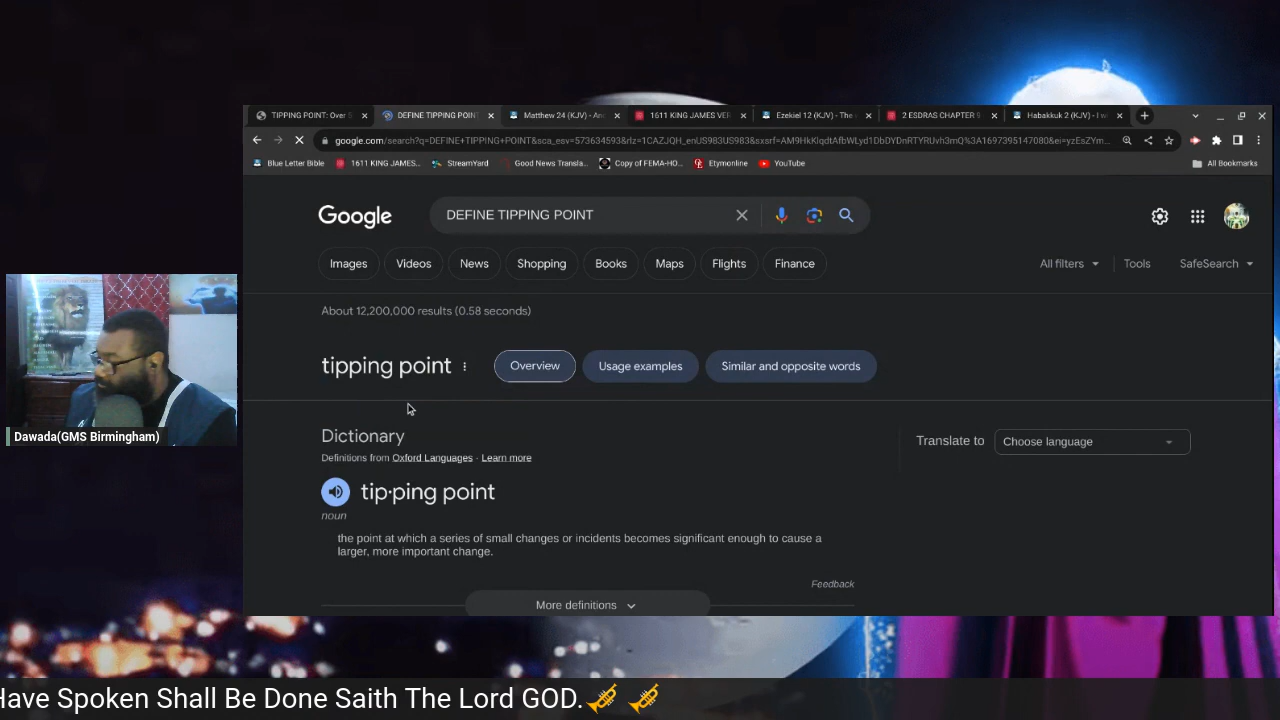 TIPPING POINT: Over
DEFINE TIPPING POIN
Matthew 24 (KJV) - An
1611 KING JAMES VER
Ezekiel 12 (KJV) - The
2 ESDRAS CHAPTER 9
Habakkuk 2 (KJV) - I w
Blue Letter Bible
1611 KING JAMES...
StreamYard
Good News Transla...
Copy of FEMA-HO...
Etymonline
YouTube
All Bookmarks
Google
DEFINE TIPPING POINT
Images
Videos
News
Shopping
Books
Maps
Flights
Finance
All filters
Tools
SafeSearch
About 12,200,000 results (0.58 seconds)
tipping point
Overview
Usage examples
Similar and opposite words
Dictionary
Definitions from Oxford Languages · Learn more
Translate to
Choose language
tip·ping point
noun
the point at which a series of small changes or incidents becomes significant enough to cause a
larger, more important change.
Feedback
More definitions
Dawada(GMS Birmingham)
Have Spoken Shall Be Done Saith The Lord GOD.🎺 🎺